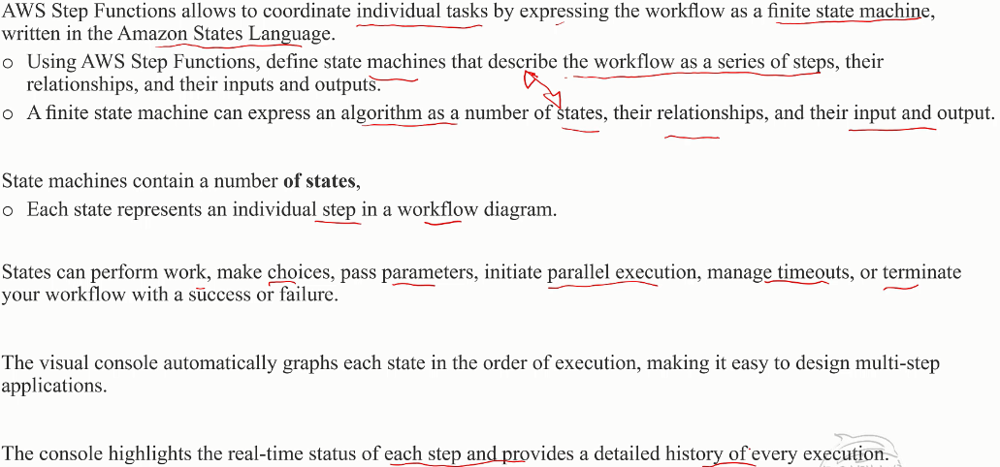 AWS Step Functions allows to coordinate individual tasks by expressing the workflow as a finite state machine,
written in the Amazon States Language.
o Using AWS Step Functions, define state machines that describe the workflow as a series of steps, their
relationships, and their inputs and outputs.
o A finite state machine can express an algorithm as a number of states, their relationships, and their input and output.
State machines contain a number of states,
o Each state represents an individual step in a workflow diagram.
States can perform work, make choices, pass parameters, initiate parallel execution, manage timeouts, or terminate
your workflow with a success or failure.
The visual console automatically graphs each state in the order of execution, making it easy to design multi-step
applications.
The console highlights the real-time status of each step and provides a detailed history of every execution.